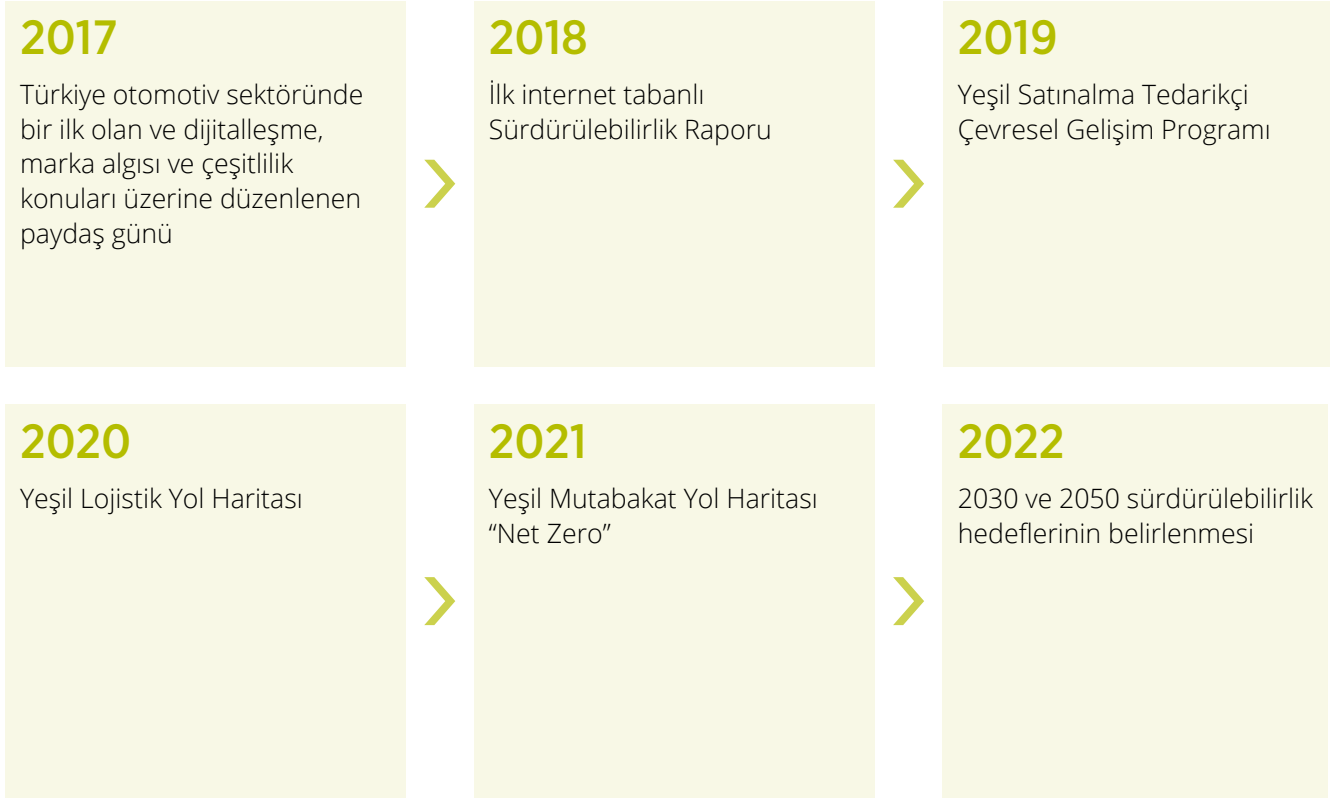 2017
Türkiye otomotiv sektöründe
bir ilk olan ve dijitalleşme,
marka algısı ve çeşitlilik
konuları üzerine düzenlenen
paydaş günü
2018
İlk internet tabanlı
Sürdürülebilirlik Raporu
2019
Yeşil Satınalma Tedarikçi
Çevresel Gelişim Programı
2020
Yeşil Lojistik Yol Haritası
2021
Yeşil Mutabakat Yol Haritası
“Net Zero”
2022
2030 ve 2050 sürdürülebilirlik
hedeflerinin belirlenmesi